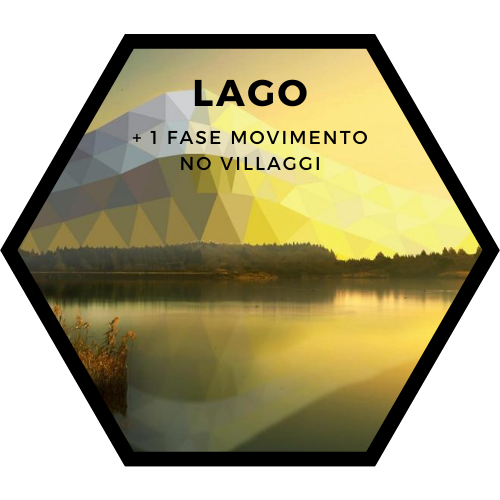 LAGO
+ 1 FASE MOVIMENTO
NO VILLAGGI